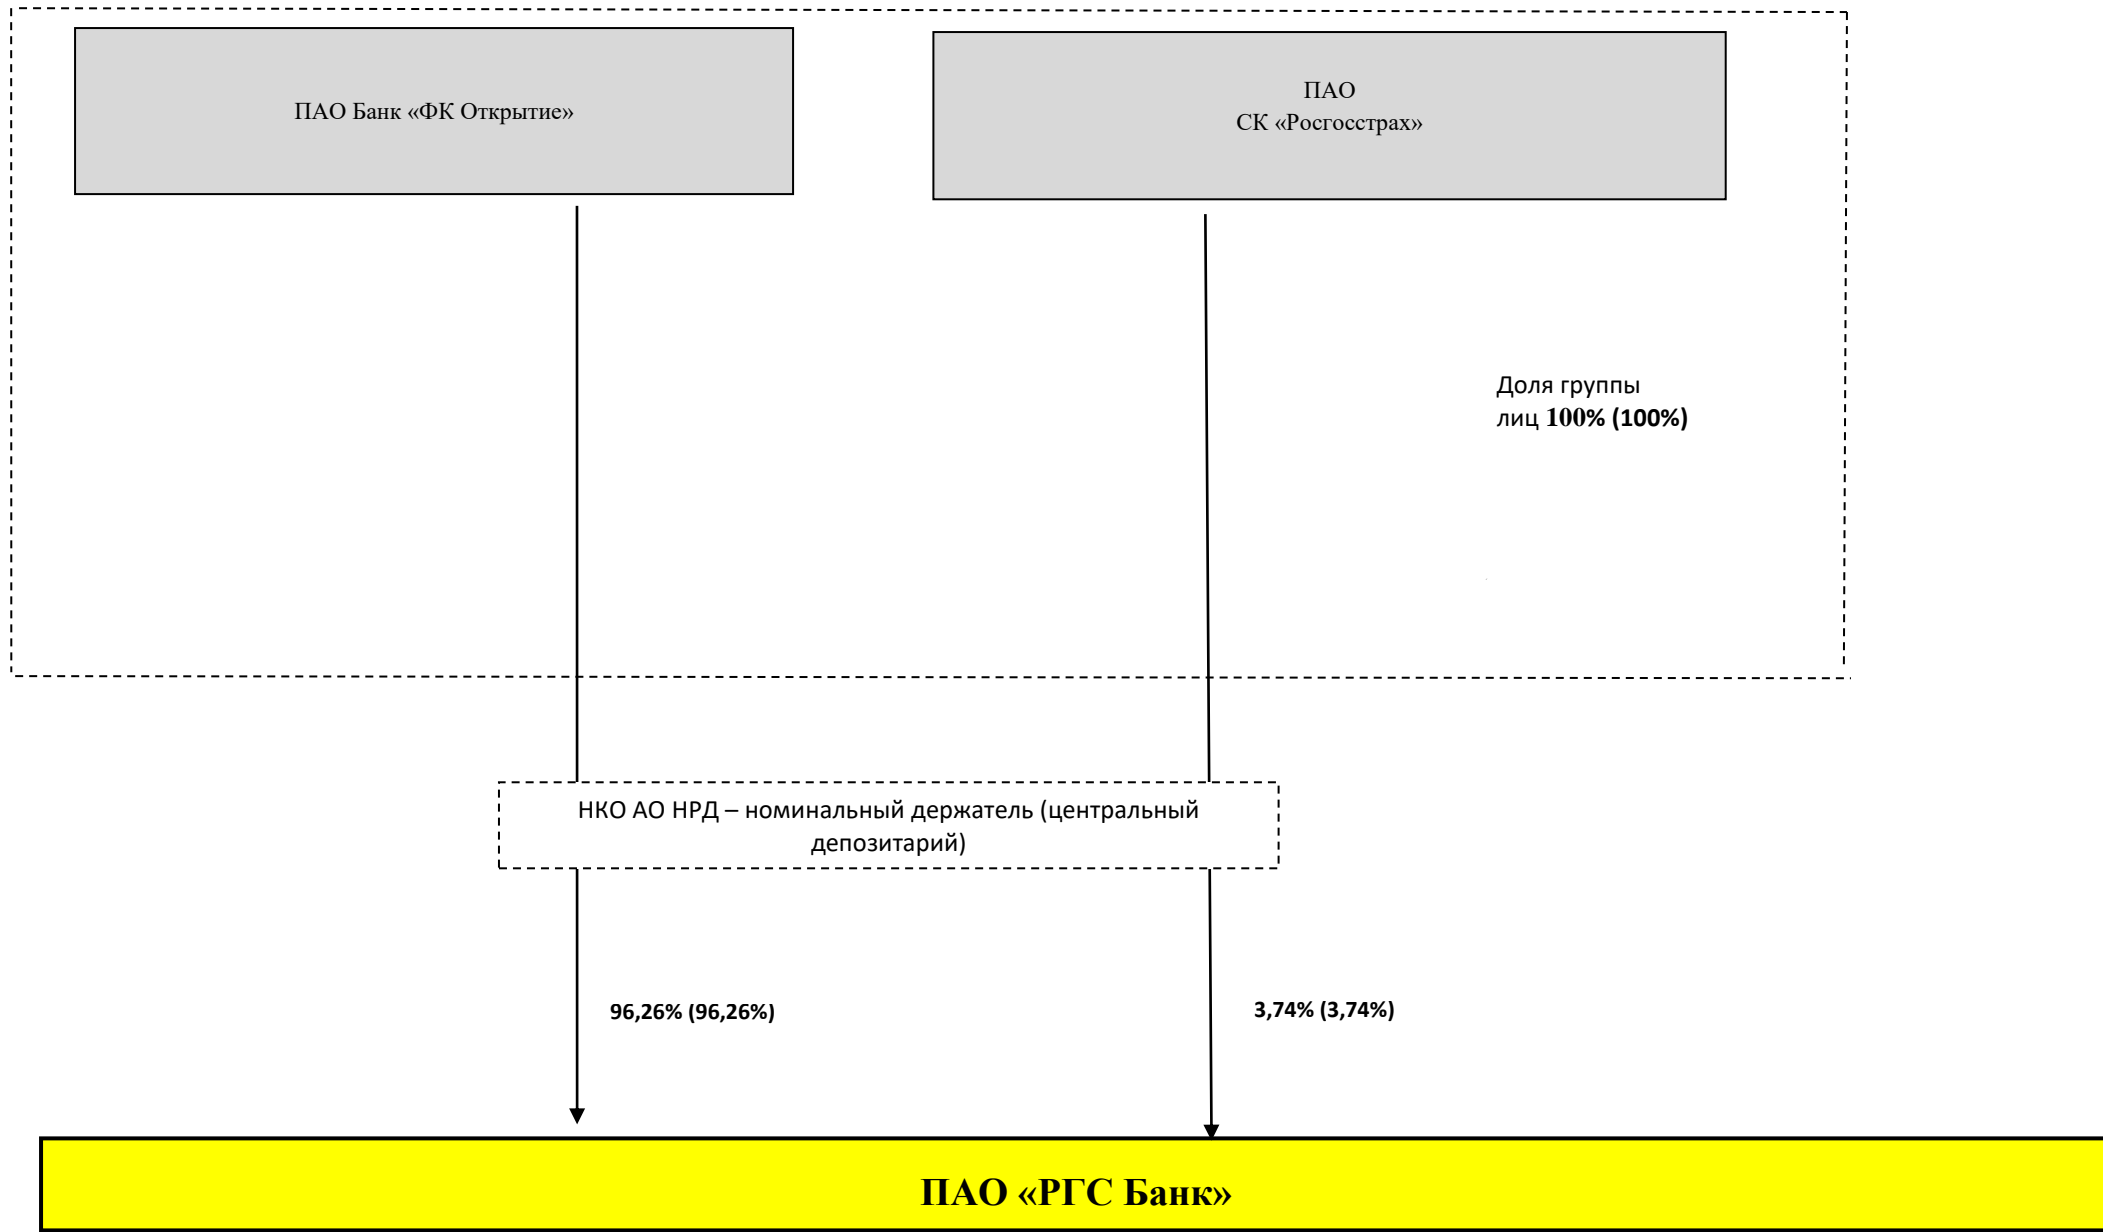 ПАО Банк «ФК Открытие»
ПАО
СК «Росгосстрах»
Доля группы
лиц 100% (100%)
НКО АО НРД – номинальный держатель (центральный
депозитарий)
96,26% (96,26%)
3,74% (3,74%)
ПАО «РГС Банк»